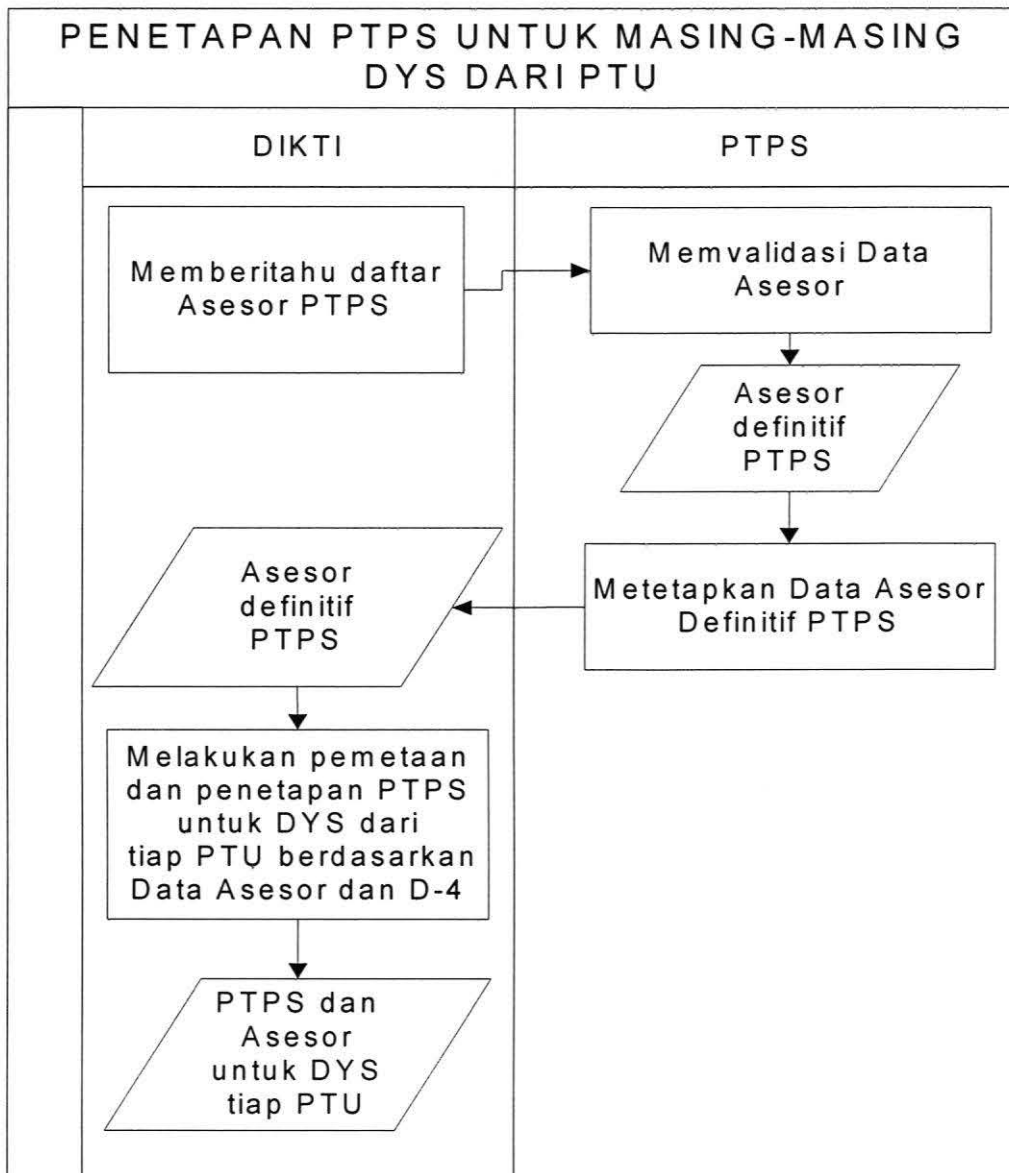 PENETAPAN PTPS UNTUK MASING-MASING
DYS DARI PTU
DIKTI
PTPS
Memberitahu daftar
Asesor PTPS
Memvalidasi Data
Asesor
Asesor
definitif
PTPS
Metetapkan Data Asesor
Definitif PTPS
Asesor
definitif
PTPS
Melakukan pemetaan
dan penetapan PTPS
untuk DYS dari
tiap PTU berdasarkan
Data Asesor dan D-4
PTPS dan
Asesor
untuk DYS
tiap PTU